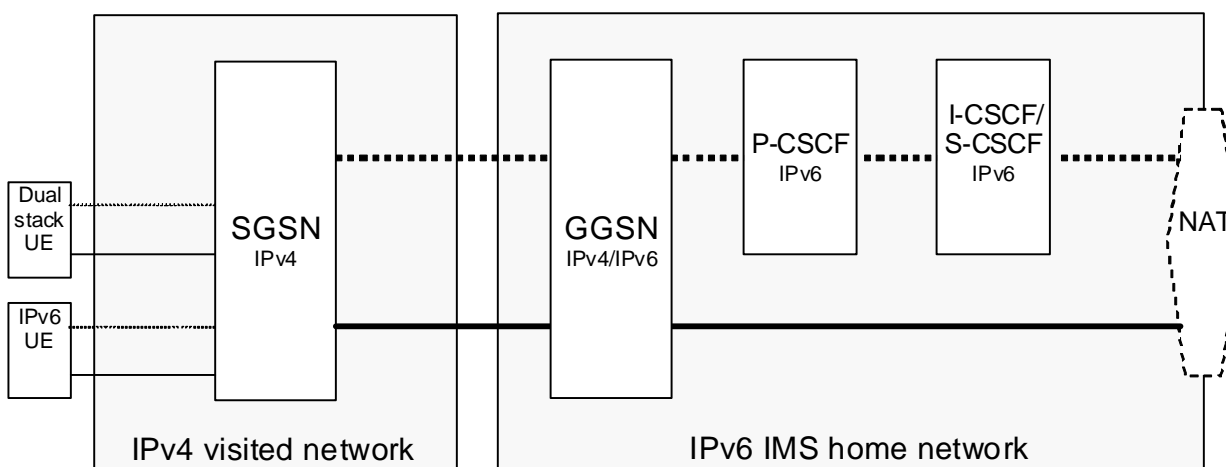 Dual
stack
UE
IPv6
UE
SGSN
IPv4
GGSN
IPv4/IPv6
P-CSCF
IPv6
I-CSCF/
S-CSCF
IPv6
NAT
IPv4 visited network
IPv6 IMS home network